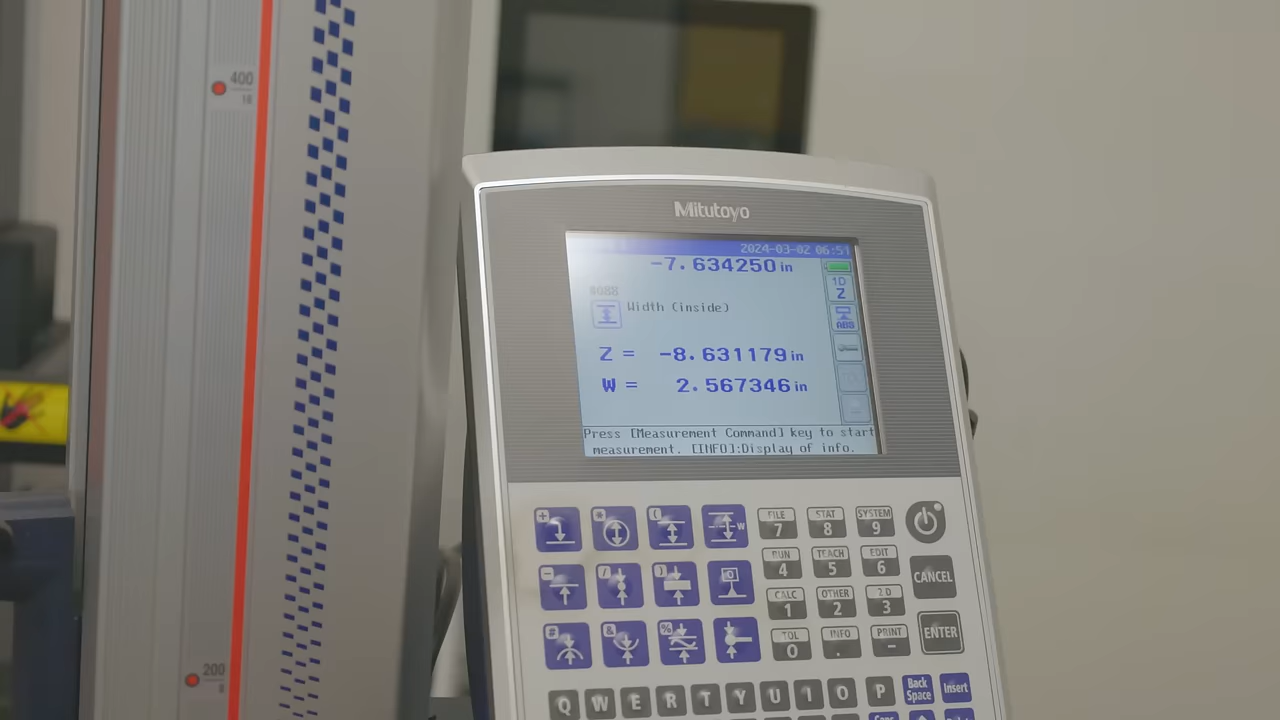 400
16
200
8
Mitutoyo
2024-03-02 06:51
-7.634250 in
1D
Z
#088
Width (inside)
ABS
Z = -8.631179 in
W = 2.567346 in
Press [Measurement Command] key to start
measurement. [INFO]:Display of info.
+ * ( W
FILE 7 STAT 8 SYSTEM 9
- / ) 
RUN 4 TEACH 5 EDIT 6
CANCEL
CALC 1 OTHER 2 2D 3
# & %
TOL 0 INFO . PRINT -
ENTER
Q W E R T Y U I O P
Back
Space
Insert